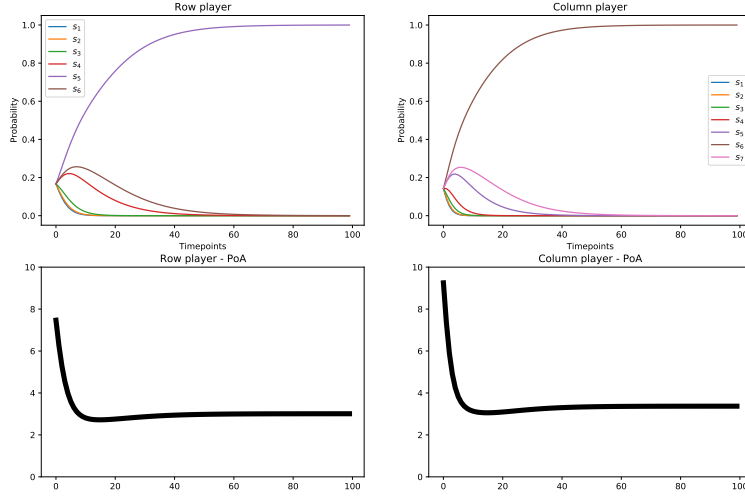 Row player
Probability
1.0
0.8
0.6
0.4
0.2
0.0
s1
s2
s3
s4
s5
s6
0 20 40 60 80 100
Timepoints
Column player
Probability
1.0
0.8
0.6
0.4
0.2
0.0
s1
s2
s3
s4
s5
s6
s7
0 20 40 60 80 100
Timepoints
Row player - PoA
10
8
6
4
2
0
0 20 40 60 80 100
Column player - PoA
10
8
6
4
2
0
0 20 40 60 80 100